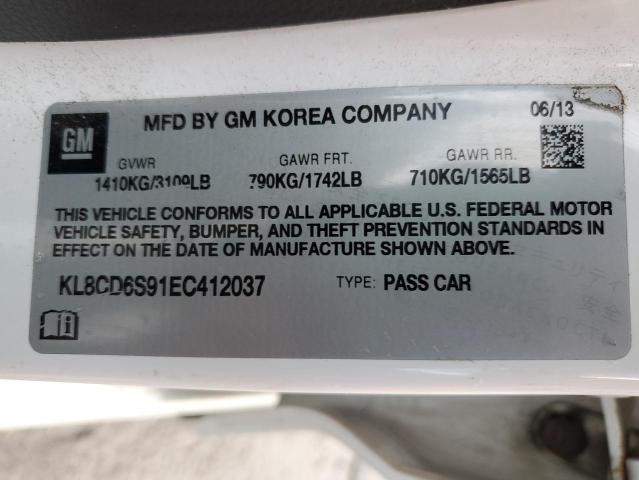 GM
MFD BY GM KOREA COMPANY 06/13
GVWR GAWR FRT. GAWR RR.
1410KG/3109LB 790KG/1742LB 710KG/1565LB
THIS VEHICLE CONFORMS TO ALL APPLICABLE U.S. FEDERAL MOTOR
VEHICLE SAFETY, BUMPER, AND THEFT PREVENTION STANDARDS IN
EFFECT ON THE DATE OF MANUFACTURE SHOWN ABOVE.
KL8CD6S91EC412037 TYPE: PASS CAR